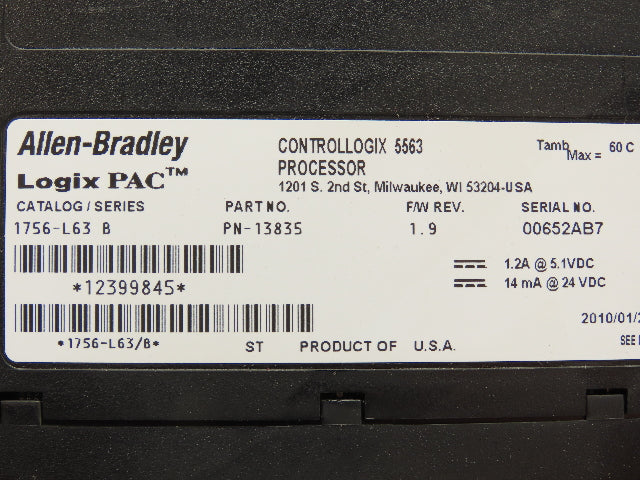 Allen-Bradley
Logix PAC™
CONTROLLOGIX 5563
PROCESSOR
1201 S. 2nd St, Milwaukee, WI 53204-USA
Tamb Max = 60 C
CATALOG / SERIES PART NO. F/W REV. SERIAL NO.
1756-L63 B PN-13835 1.9 00652AB7
1.2A @ 5.1VDC
*12399845*
14 mA @ 24 VDC
2010/01/
*1756-L63/B* ST PRODUCT OF U.S.A.
SEE